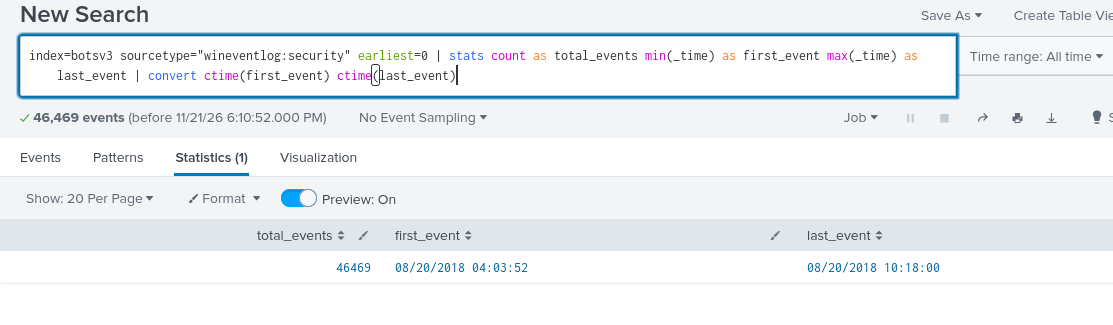 New Search
Save As
Create Table Vie
index=botsv3 sourcetype="wineventlog:security" earliest=0 | stats count as total_events min(_time) as first_event max(_time) as
last_event | convert ctime(first_event) ctime(last_event)
Time range: All time
46,469 events (before 11/21/26 6:10:52.000 PM)
No Event Sampling
Job
S
Events
Patterns
Statistics (1)
Visualization
Show: 20 Per Page
Format
Preview: On
total_events
first_event
last_event
46469
08/20/2018 04:03:52
08/20/2018 10:18:00